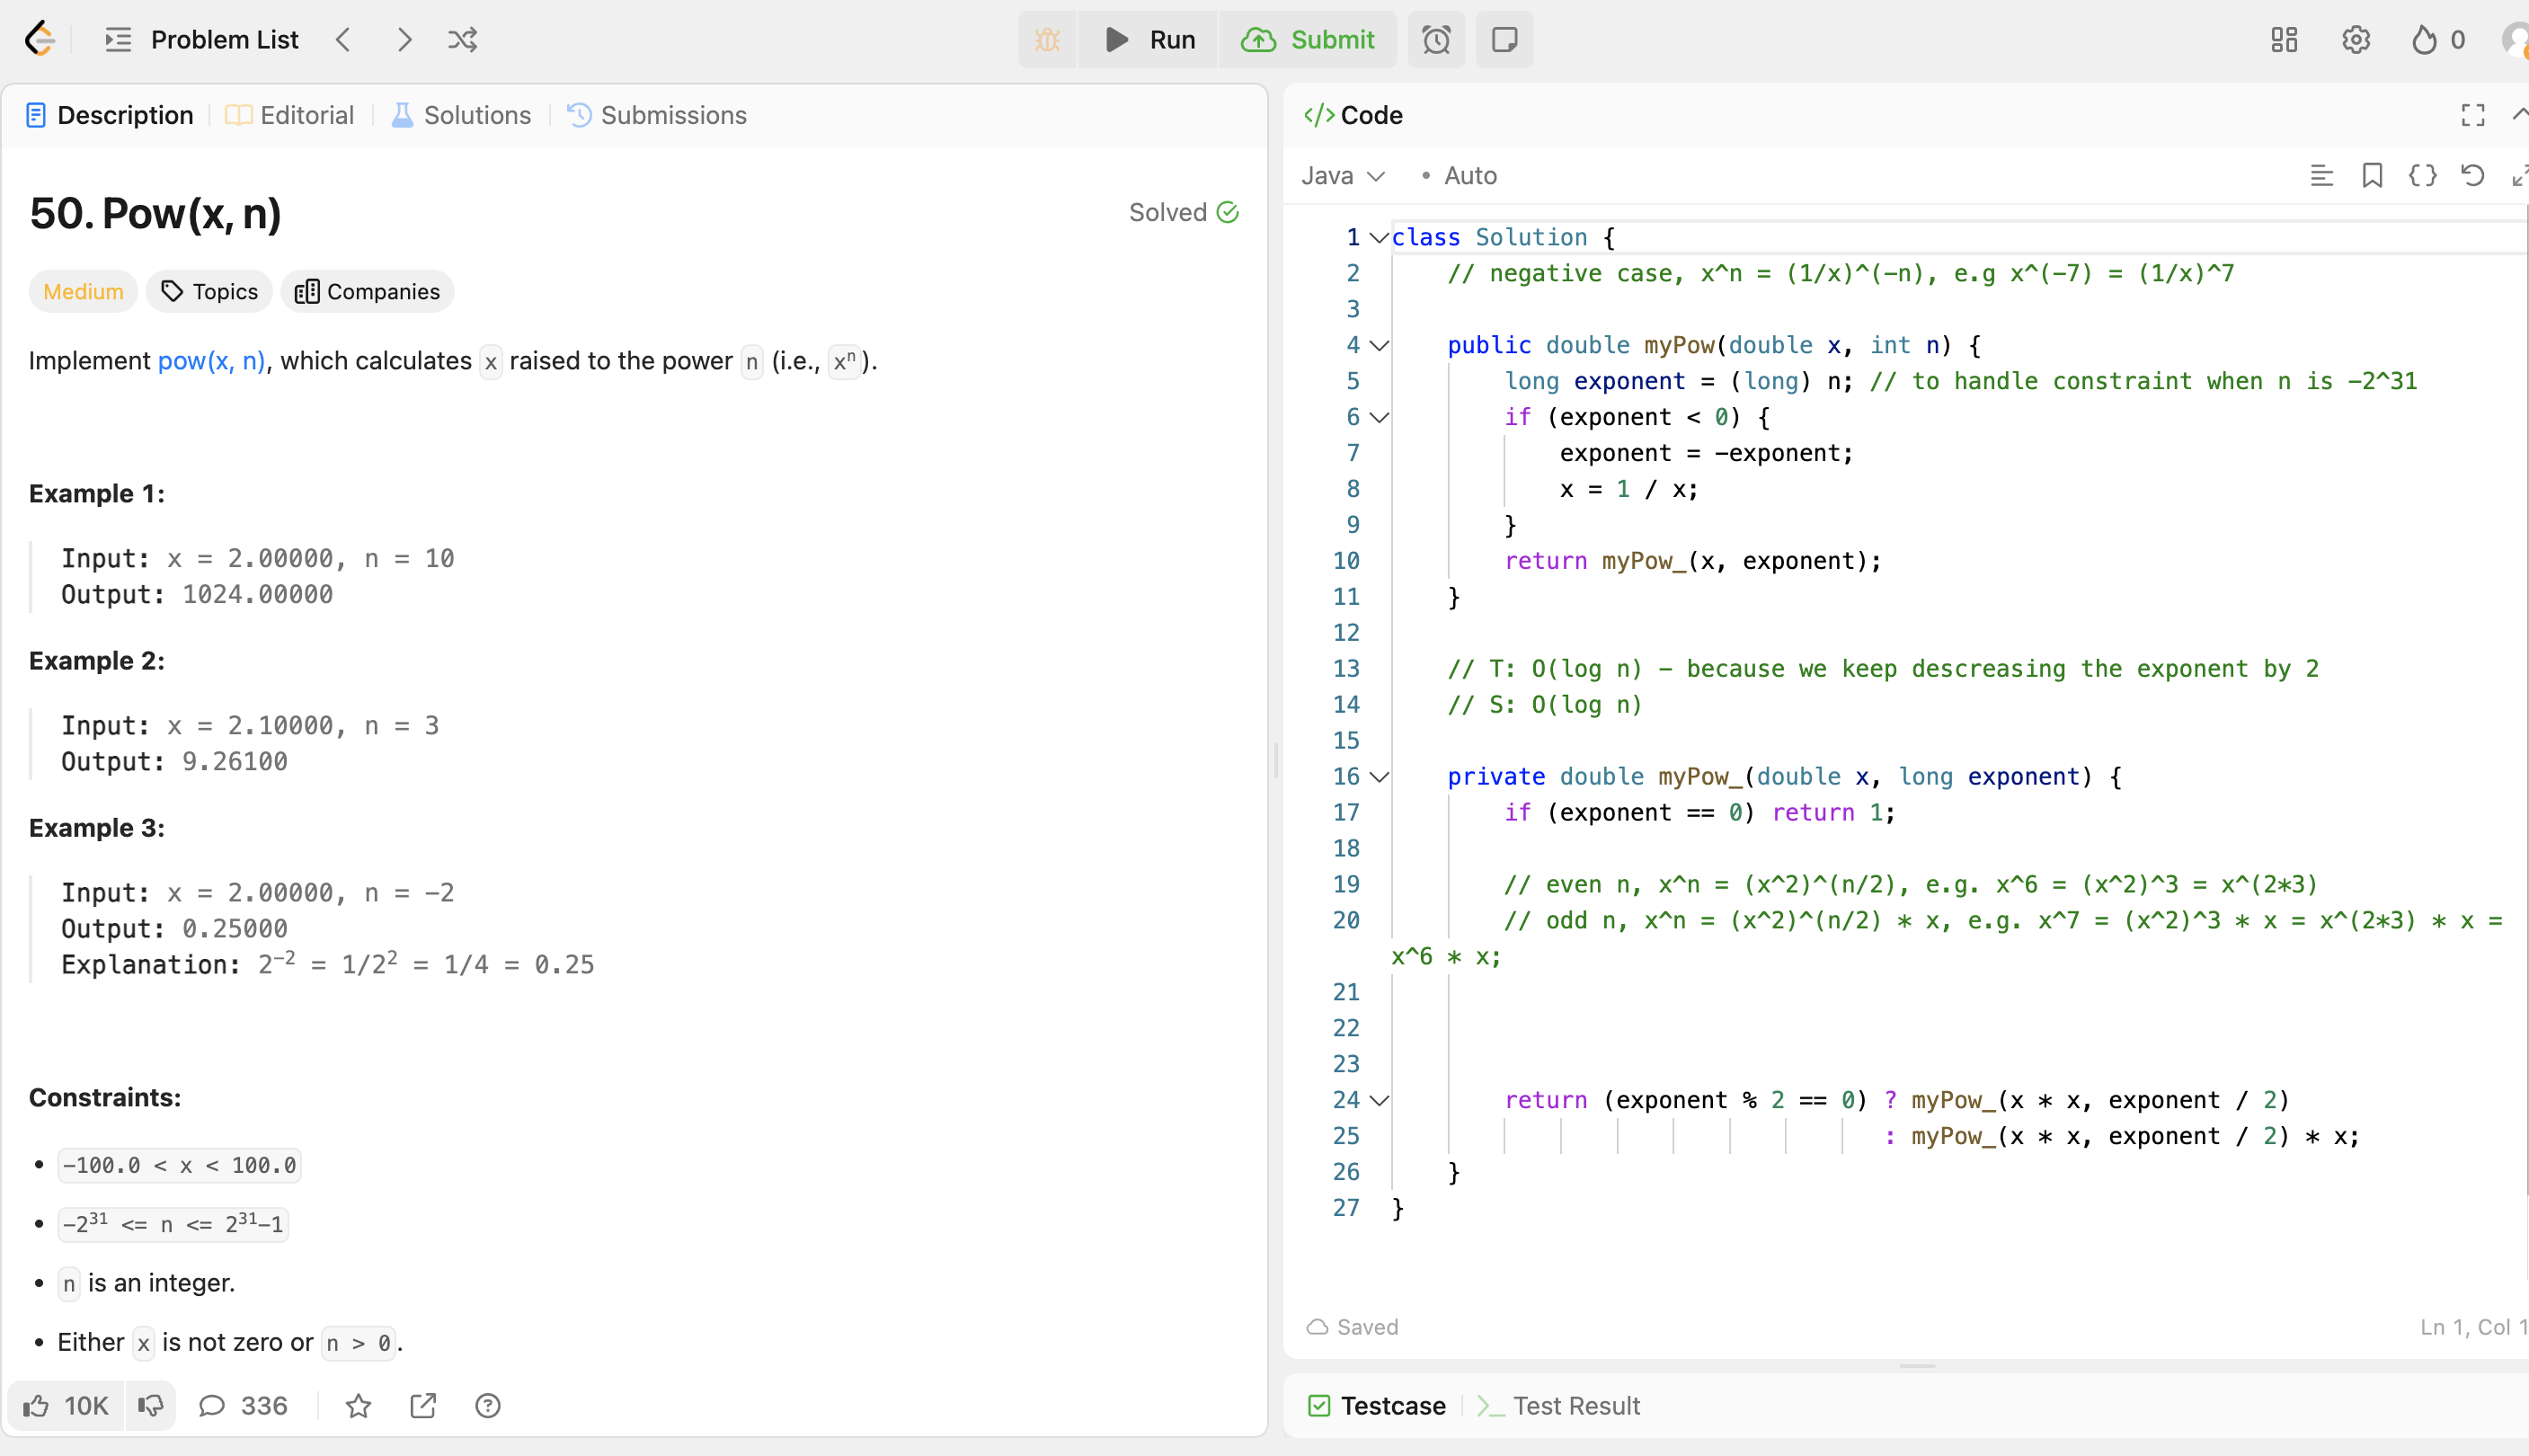 Problem List
Run
Submit
0
Description
Editorial
Solutions
Submissions
50. Pow(x, n)
Solved
Medium
Topics
Companies
Implement pow(x, n), which calculates x raised to the power n (i.e., xⁿ).
Example 1:
Input: x = 2.00000, n = 10
Output: 1024.00000
Example 2:
Input: x = 2.10000, n = 3
Output: 9.26100
Example 3:
Input: x = 2.00000, n = -2
Output: 0.25000
Explanation: 2⁻² = 1/2² = 1/4 = 0.25
Constraints:
• -100.0 < x < 100.0
• -2³¹ <= n <= 2³¹-1
• n is an integer.
• Either x is not zero or n > 0.
10K
336
</> Code
Java
• Auto
1 class Solution {
2 // negative case, x^n = (1/x)^(-n), e.g x^(-7) = (1/x)^7
3
4 public double myPow(double x, int n) {
5 long exponent = (long) n; // to handle constraint when n is -2^31
6 if (exponent < 0) {
7 exponent = -exponent;
8 x = 1 / x;
9 }
10 return myPow_(x, exponent);
11 }
12
13 // T: O(log n) - because we keep descreasing the exponent by 2
14 // S: O(log n)
15
16 private double myPow_(double x, long exponent) {
17 if (exponent == 0) return 1;
18
19 // even n, x^n = (x^2)^(n/2), e.g. x^6 = (x^2)^3 = x^(2*3)
20 // odd n, x^n = (x^2)^(n/2) * x, e.g. x^7 = (x^2)^3 * x = x^(2*3) * x =
x^6 * x;
21
22
23
24 return (exponent % 2 == 0) ? myPow_(x * x, exponent / 2)
25 : myPow_(x * x, exponent / 2) * x;
26 }
27 }
Saved
Ln 1, Col 1
Testcase
Test Result